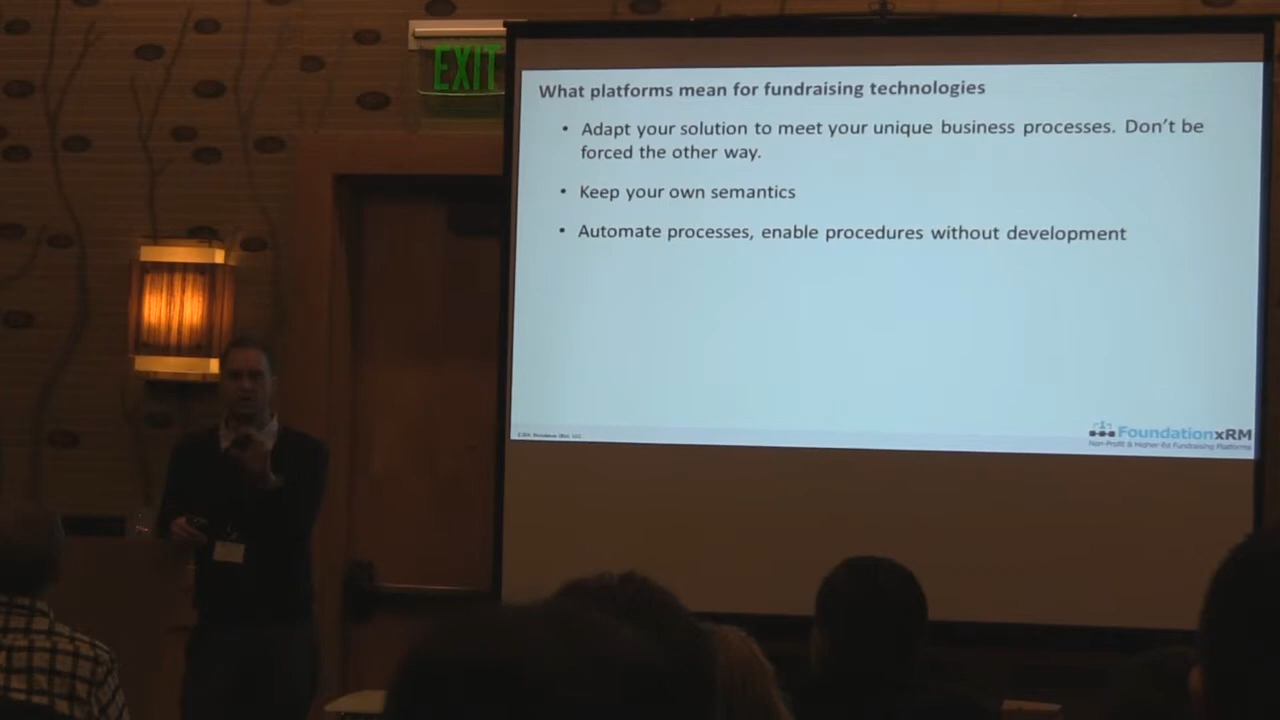 EXIT
What platforms mean for fundraising technologies
• Adapt your solution to meet your unique business processes. Don't be
forced the other way.
• Keep your own semantics
• Automate processes, enable procedures without development
FoundationxRM
Non-Profit & Higher-Ed Fundraising Platforms